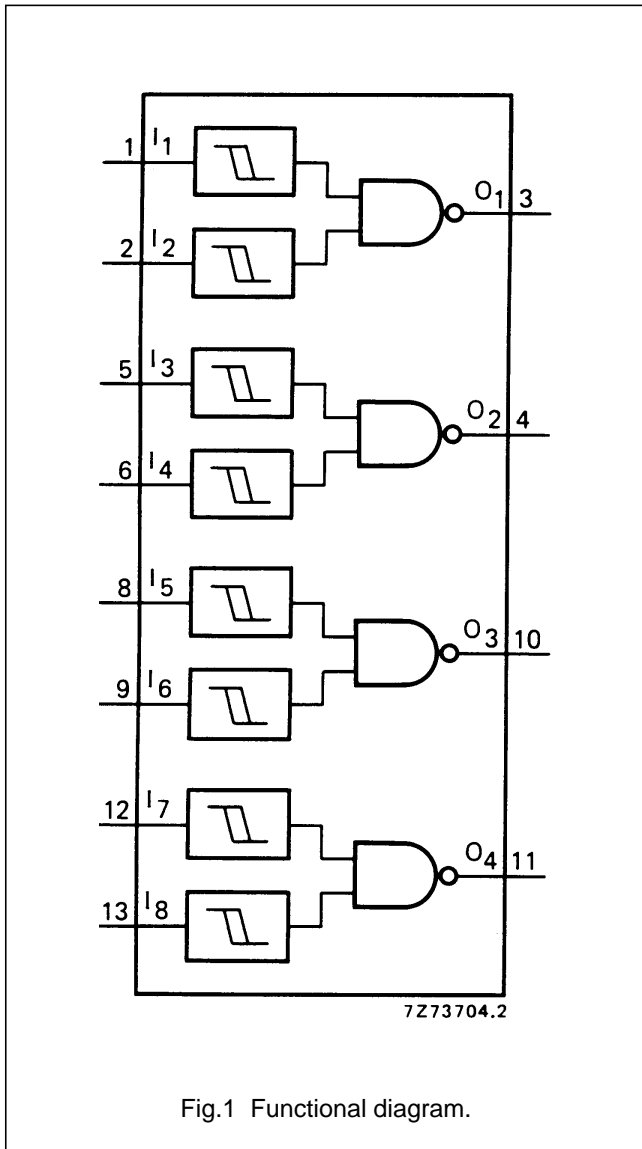 1 I1
O1 3
2 I2
5 I3
O2 4
6 I4
8 I5
O3 10
9 I6
12 I7
O4 11
13 I8
7Z73704.2
Fig.1 Functional diagram.